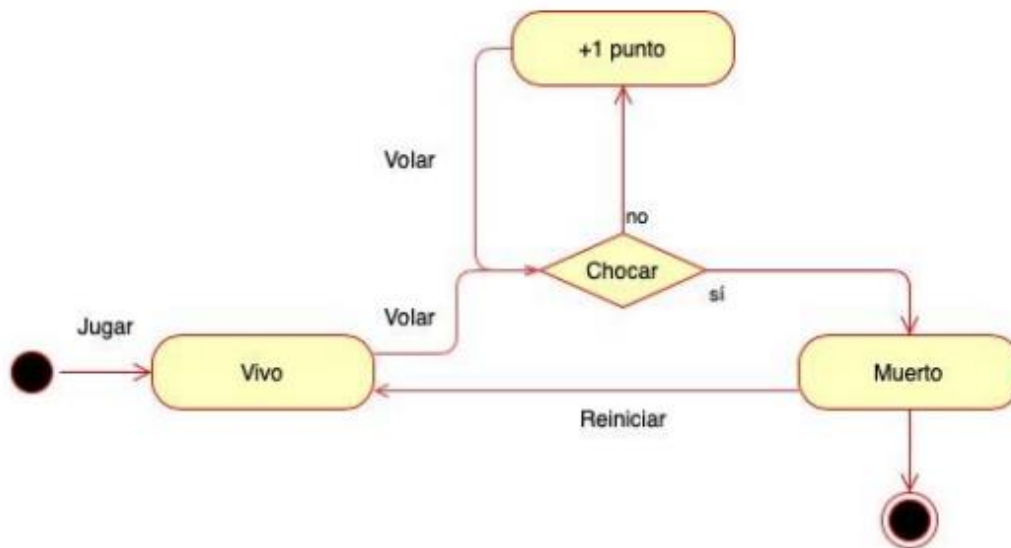 +1 punto
Volar
no
Chocar
sí
Jugar
Volar
Vivo
Muerto
Reiniciar